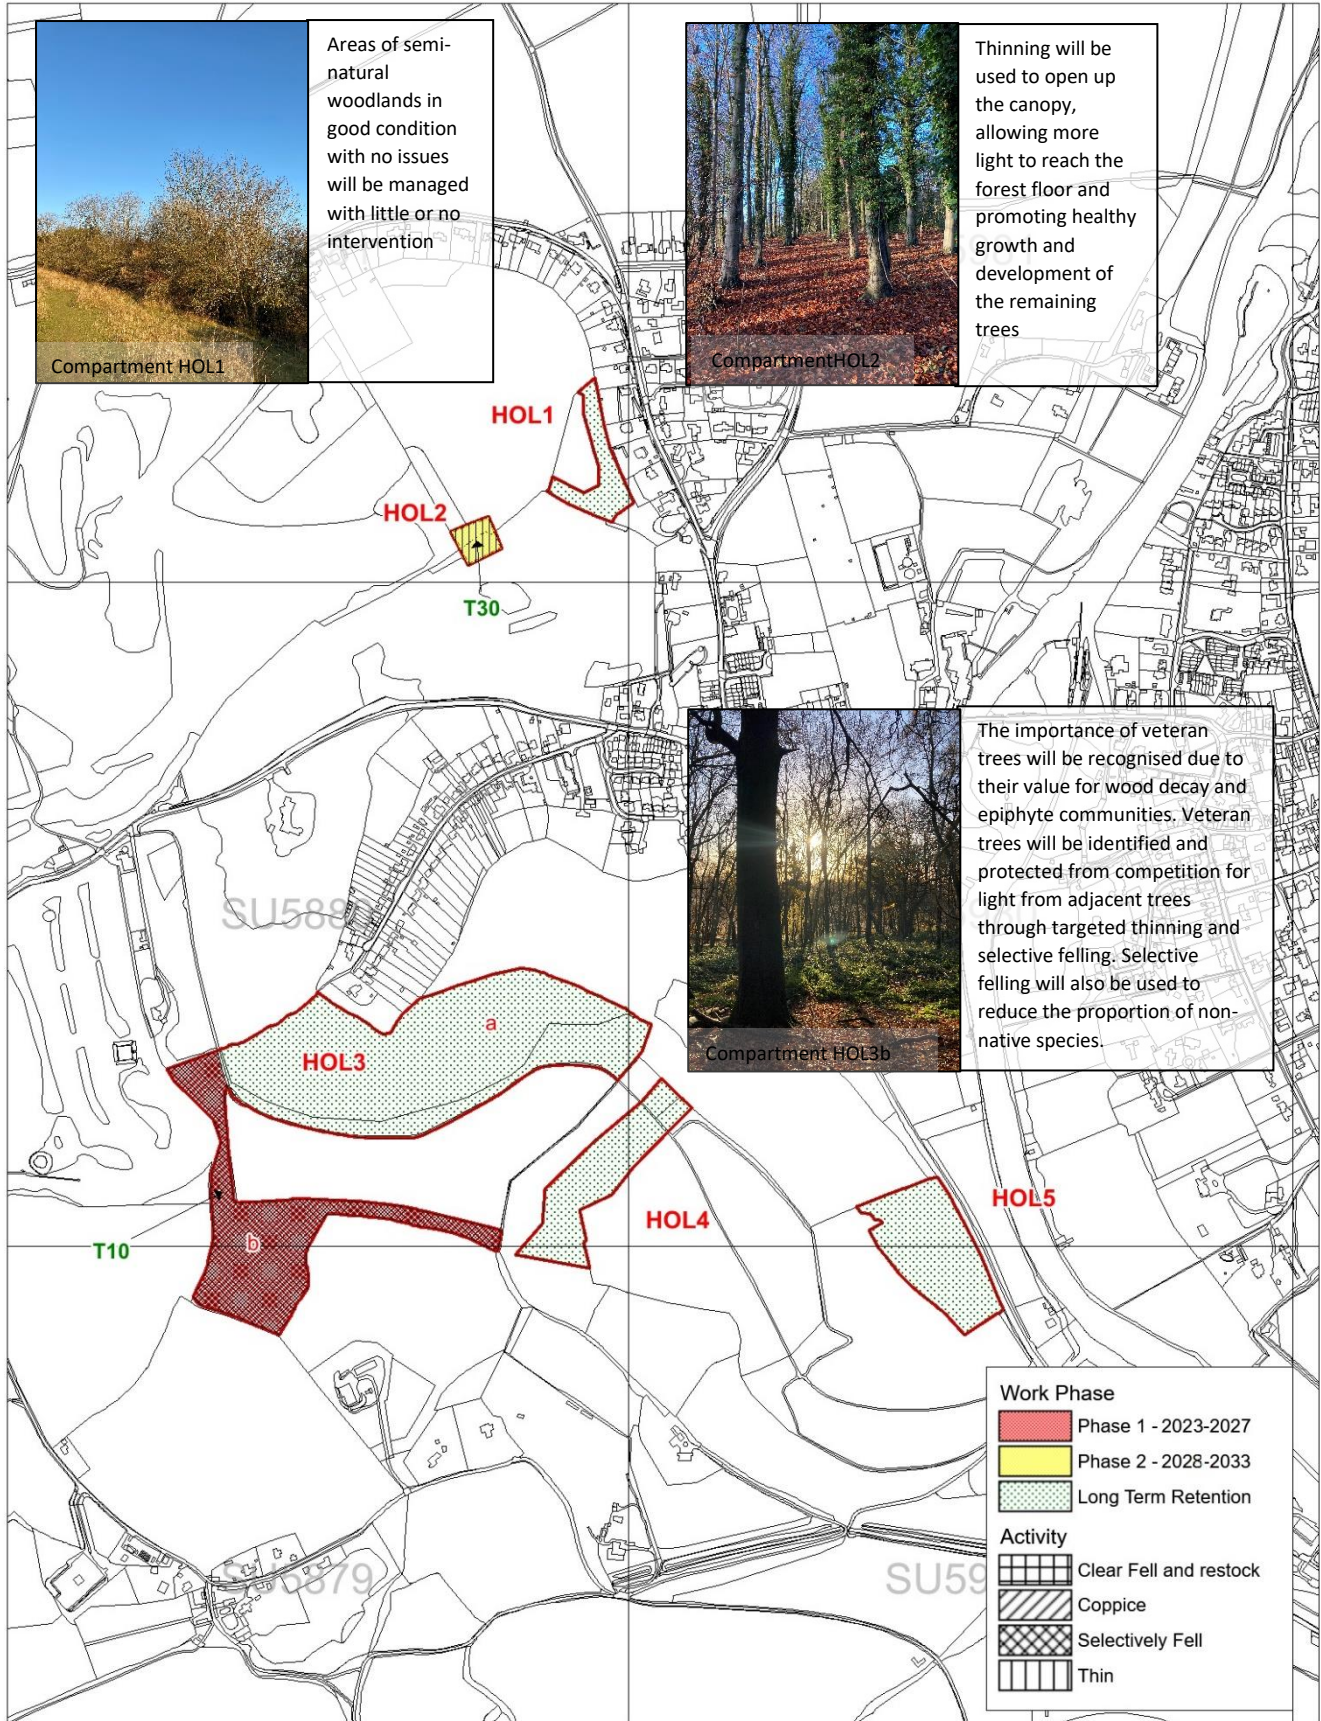 Areas of semi-
natural
woodlands in
good condition
with no issues
will be managed
with little or no
intervention
Compartment HOL1
Thinning will be
used to open up
the canopy,
allowing more
light to reach the
forest floor and
promoting healthy
growth and
development of
the remaining
trees
CompartmentHOL2
HOL1
HOL2
T30
The importance of veteran
trees will be recognised due to
their value for wood decay and
epiphyte communities. Veteran
trees will be identified and
protected from competition for
light from adjacent trees
through targeted thinning and
selective felling. Selective
felling will also be used to
reduce the proportion of non-
native species.
Compartment HOL3b
a
HOL3
HOL4
HOL5
T10
b
Work Phase
Phase 1 - 2023-2027
Phase 2 - 2028-2033
Long Term Retention
Activity
Clear Fell and restock
Coppice
Selectively Fell
Thin
SU5879